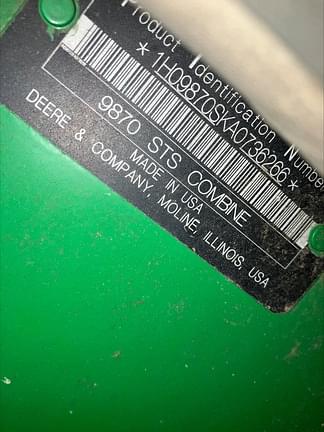 Product Identification Number
*1H09870SKA0736266*
9870 STS COMBINE
MADE IN USA
DEERE & COMPANY, MOLINE, ILLINOIS, USA